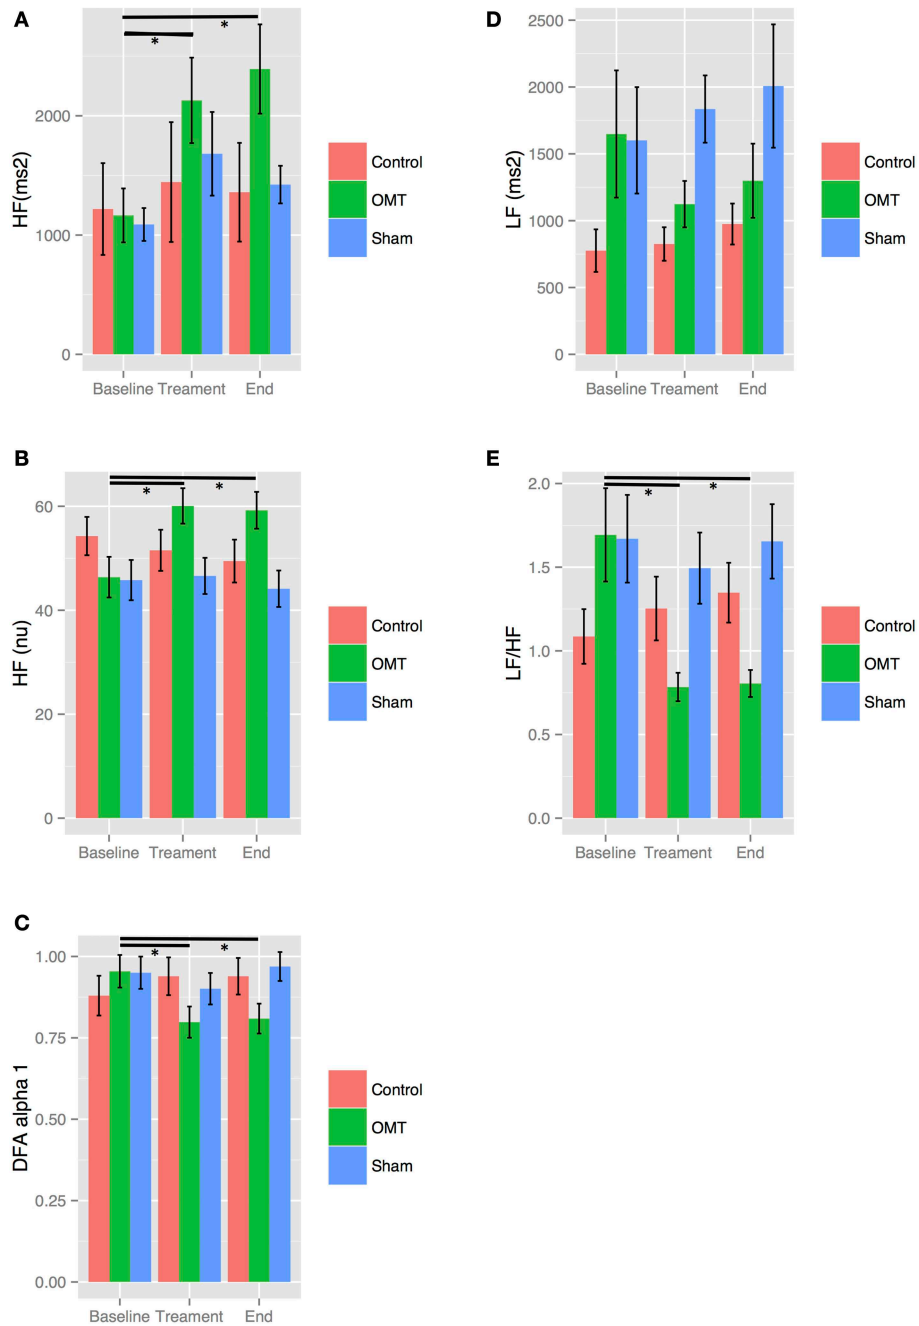 A
*
*
HF(ms2)
2000
1000
0
Baseline Treament End
Control
OMT
Sham
D
LF (ms2)
2500
2000
1500
1000
500
0
Baseline Treament End
Control
OMT
Sham
B
*
*
HF (nu)
60
40
20
0
Baseline Treament End
Control
OMT
Sham
E
*
*
LF/HF
2.0
1.5
1.0
0.5
0.0
Baseline Treament End
Control
OMT
Sham
C
*
*
DFA alpha 1
1.00
0.75
0.50
0.25
0.00
Baseline Treament End
Control
OMT
Sham